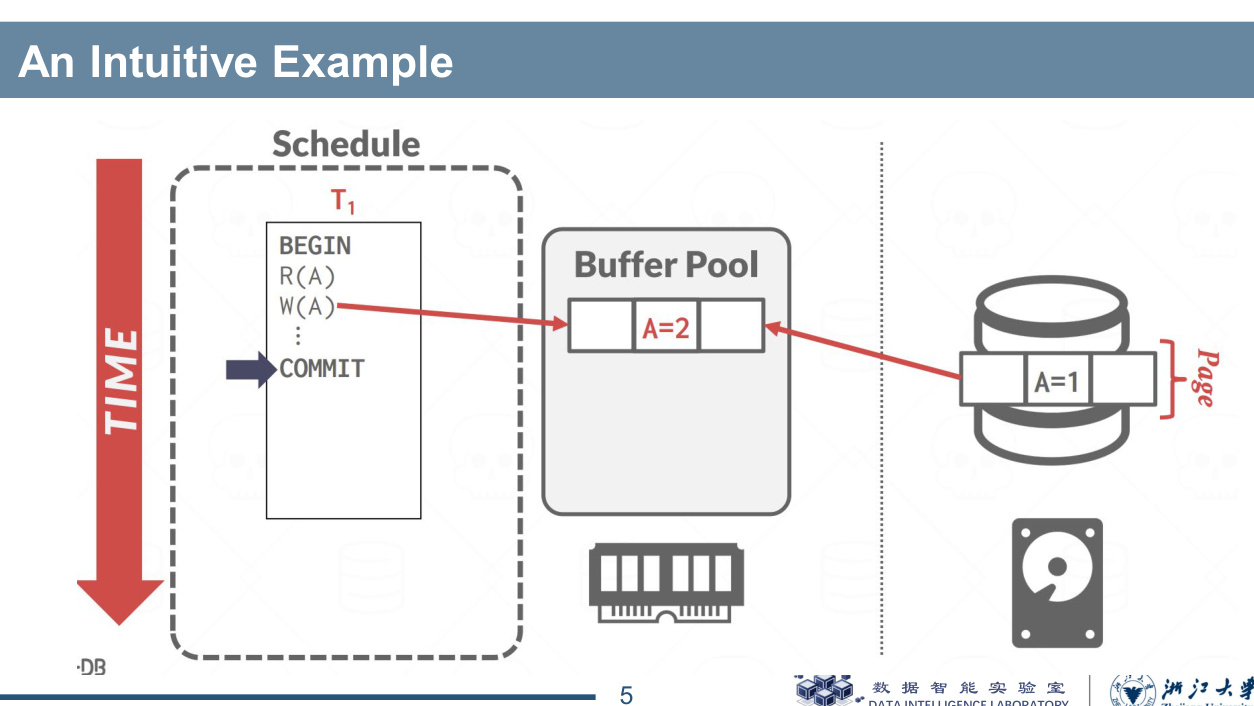 An Intuitive Example
Schedule
T1
BEGIN
R(A)
W(A)
⋮
COMMIT
TIME
Buffer Pool
A=2
A=1
Page
·DB
5
数据智能实验室
DATA INTELLIGENCE LABORATORY
浙江大学
Zhejiang University